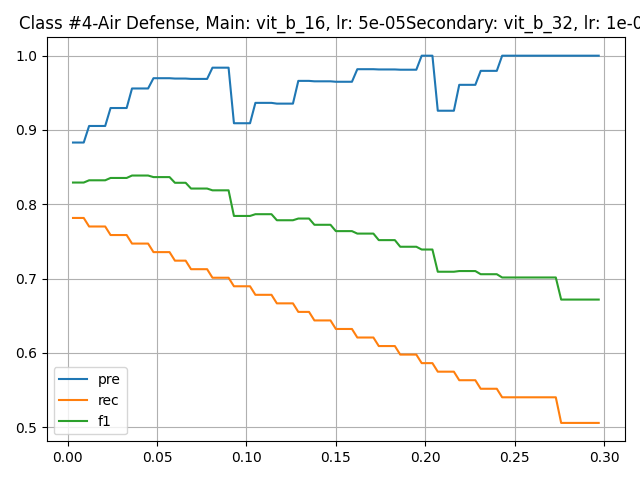 Class #4-Air Defense, Main: vit_b_16, lr: 5e-05Secondary: vit_b_32, lr: 1e-0
1.0
0.9
0.8
0.7
0.6
0.5
pre
rec
f1
0.00 0.05 0.10 0.15 0.20 0.25 0.30